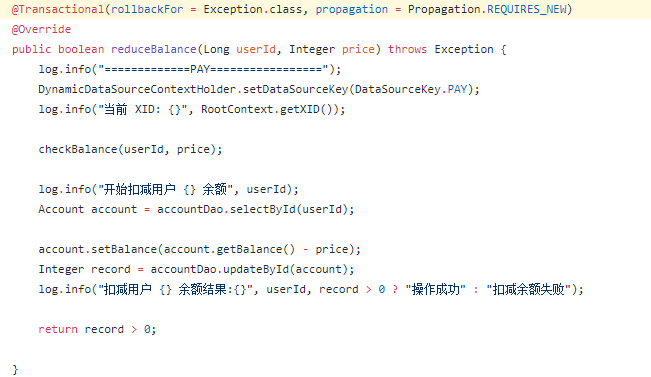 @Transactional(rollbackFor = Exception.class, propagation = Propagation.REQUIRES_NEW)
@Override
public boolean reduceBalance(Long userId, Integer price) throws Exception {
    log.info("=============PAY=================");
    DynamicDataSourceContextHolder.setDataSourceKey(DataSourceKey.PAY);
    log.info("当前 XID: {}", RootContext.getXID());

    checkBalance(userId, price);

    log.info("开始扣减用户 {} 余额", userId);
    Account account = accountDao.selectById(userId);

    account.setBalance(account.getBalance() - price);
    Integer record = accountDao.updateById(account);
    log.info("扣减用户 {} 余额结果:{}", userId, record > 0 ? "操作成功" : "扣减余额失败");

    return record > 0;

}